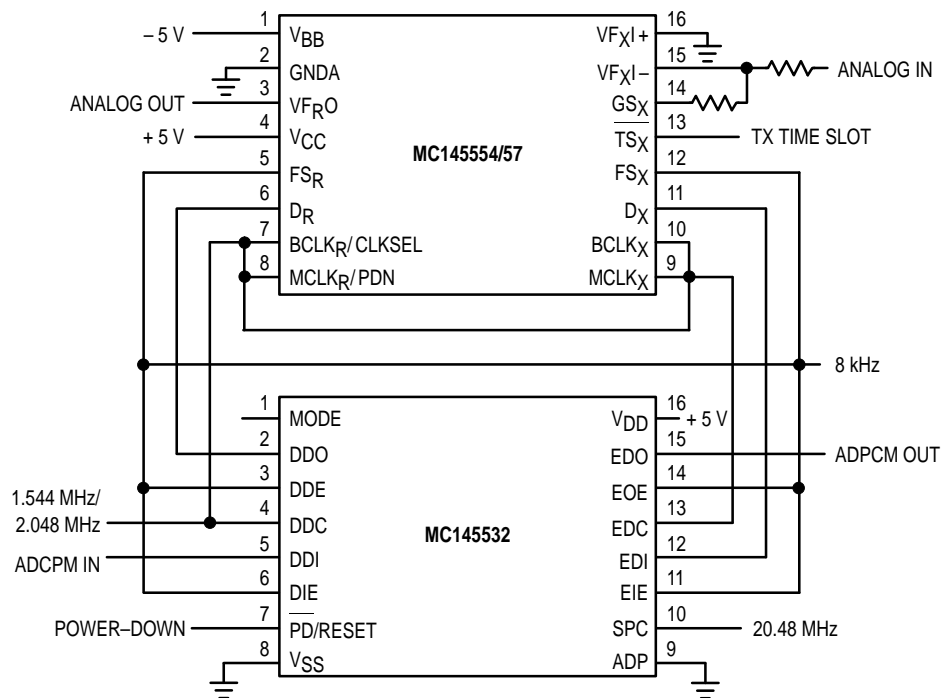 – 5 V 1 VBB VFXI+ 16
2 GNDA VFXI– 15 ANALOG IN
ANALOG OUT 3 VFRO GSX 14
+ 5 V 4 VCC TSX 13 TX TIME SLOT
MC145554/57
5 FSR FSX 12
6 DR DX 11
7 BCLKR/CLKSEL BCLKX 10
8 MCLKR/PDN MCLKX 9
8 kHz
1 MODE VDD 16 + 5 V
2 DDO EDO 15 ADPCM OUT
3 DDE EOE 14
1.544 MHz/
2.048 MHz 4 DDC EDC 13
MC145532
ADCPM IN 5 DDI EDI 12
6 DIE EIE 11
POWER–DOWN 7 PD/RESET SPC 10 20.48 MHz
8 VSS ADP 9